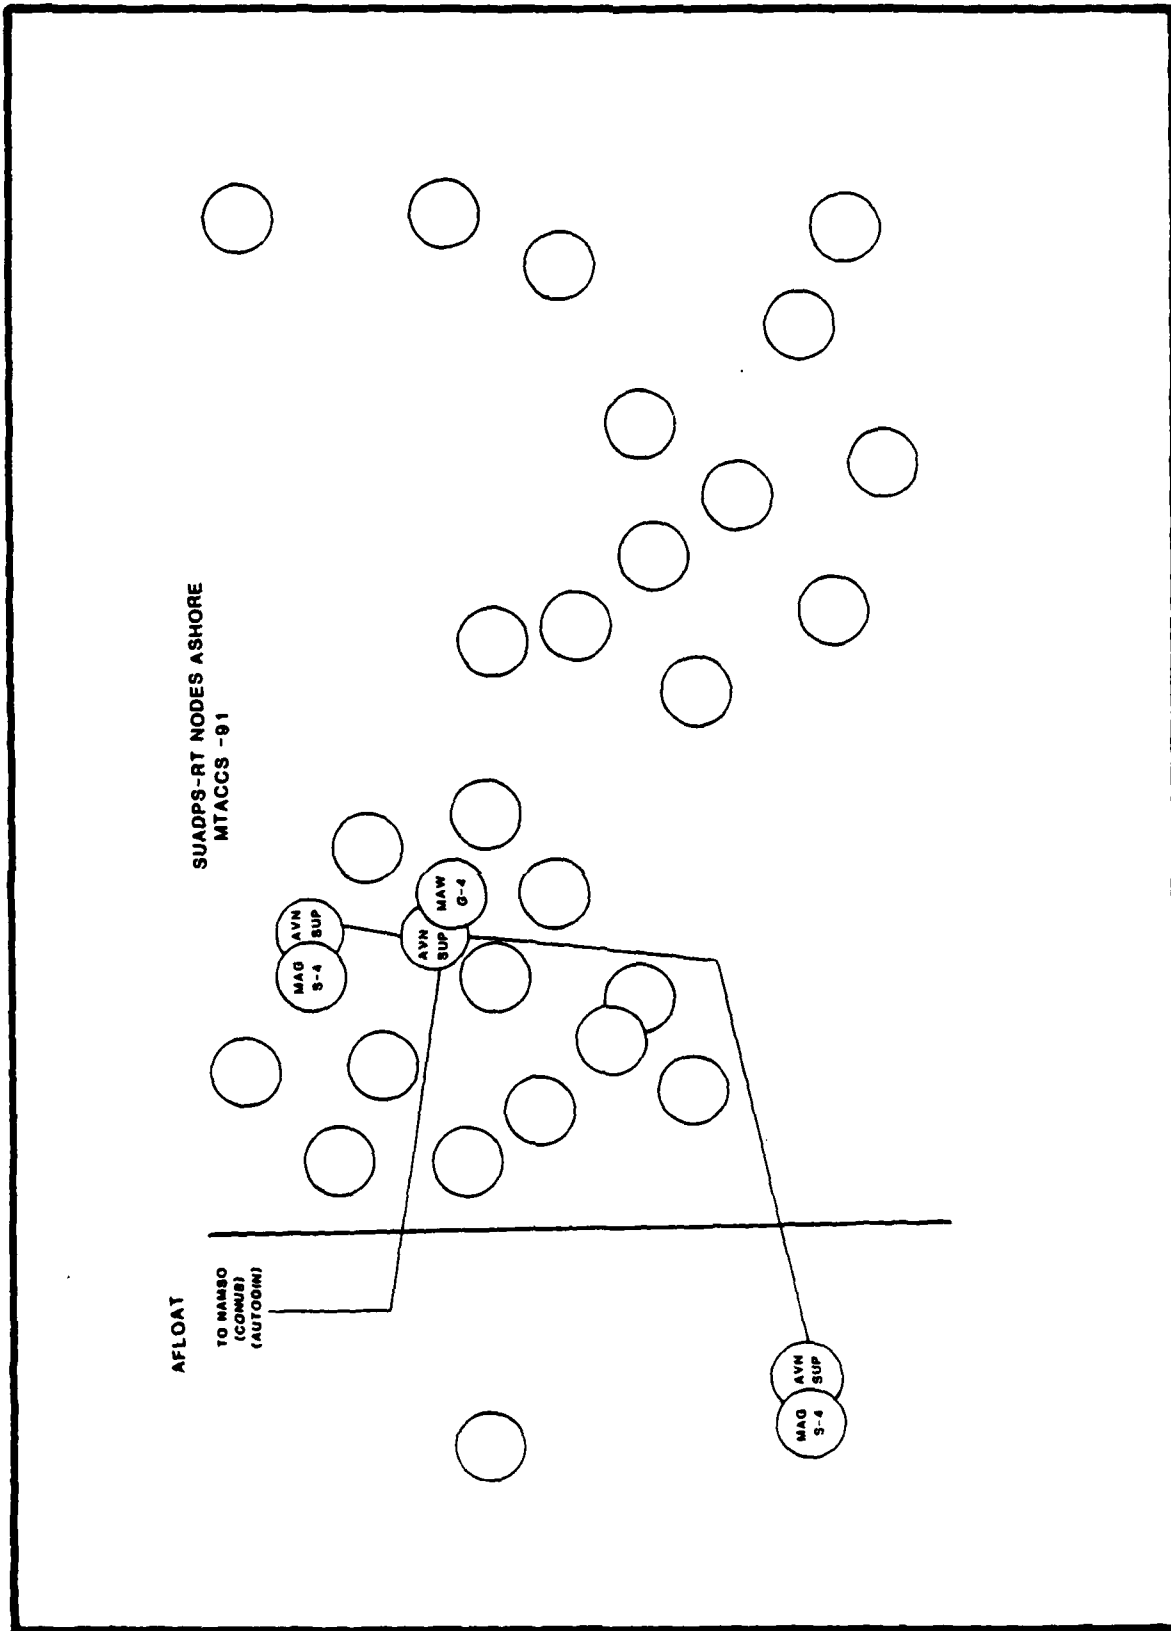 AFLOAT
SUADPS-RT NODES ASHORE
MTACCS -91
TO NAMSO
(CONUS)
(AUTODIN)
MAG
S-4
AVN
SUP
AVN
SUP
MAW
G-4
MAG
S-4
AVN
SUP